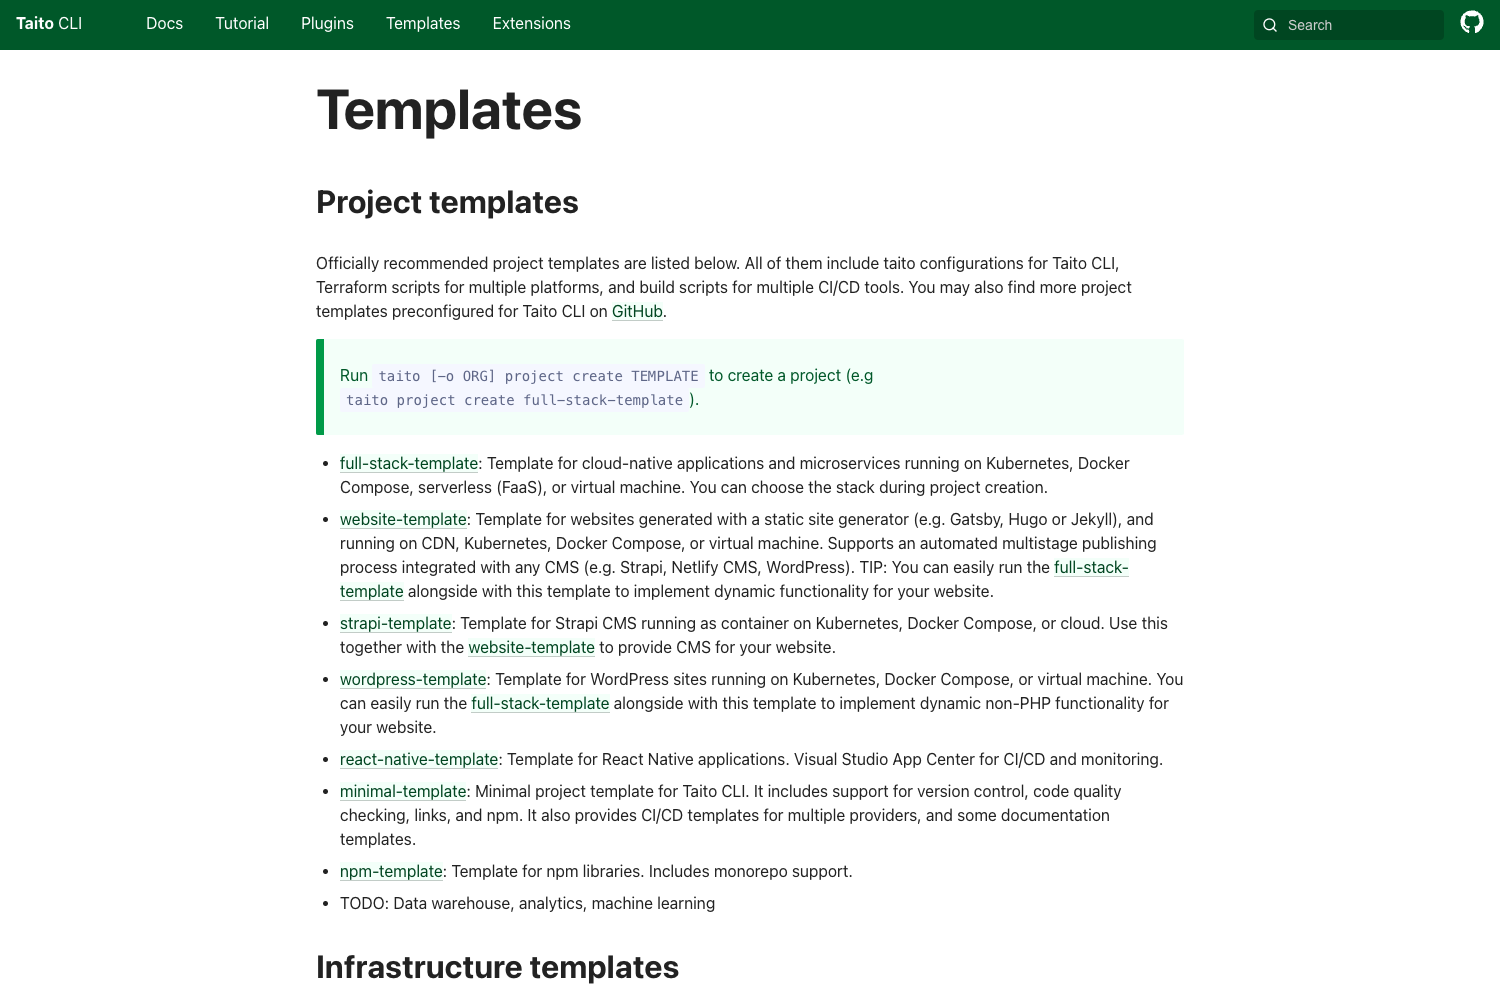 Taito CLI
Docs
Tutorial
Plugins
Templates
Extensions
Search
Templates
Project templates
Officially recommended project templates are listed below. All of them include taito configurations for Taito CLI,
Terraform scripts for multiple platforms, and build scripts for multiple CI/CD tools. You may also find more project
templates preconfigured for Taito CLI on GitHub.
Run taito [-o ORG] project create TEMPLATE to create a project (e.g
taito project create full-stack-template ).
• full-stack-template: Template for cloud-native applications and microservices running on Kubernetes, Docker
Compose, serverless (FaaS), or virtual machine. You can choose the stack during project creation.
• website-template: Template for websites generated with a static site generator (e.g. Gatsby, Hugo or Jekyll), and
running on CDN, Kubernetes, Docker Compose, or virtual machine. Supports an automated multistage publishing
process integrated with any CMS (e.g. Strapi, Netlify CMS, WordPress). TIP: You can easily run the full-stack-
template alongside with this template to implement dynamic functionality for your website.
• strapi-template: Template for Strapi CMS running as container on Kubernetes, Docker Compose, or cloud. Use this
together with the website-template to provide CMS for your website.
• wordpress-template: Template for WordPress sites running on Kubernetes, Docker Compose, or virtual machine. You
can easily run the full-stack-template alongside with this template to implement dynamic non-PHP functionality for
your website.
• react-native-template: Template for React Native applications. Visual Studio App Center for CI/CD and monitoring.
• minimal-template: Minimal project template for Taito CLI. It includes support for version control, code quality
checking, links, and npm. It also provides CI/CD templates for multiple providers, and some documentation
templates.
• npm-template: Template for npm libraries. Includes monorepo support.
• TODO: Data warehouse, analytics, machine learning
Infrastructure templates